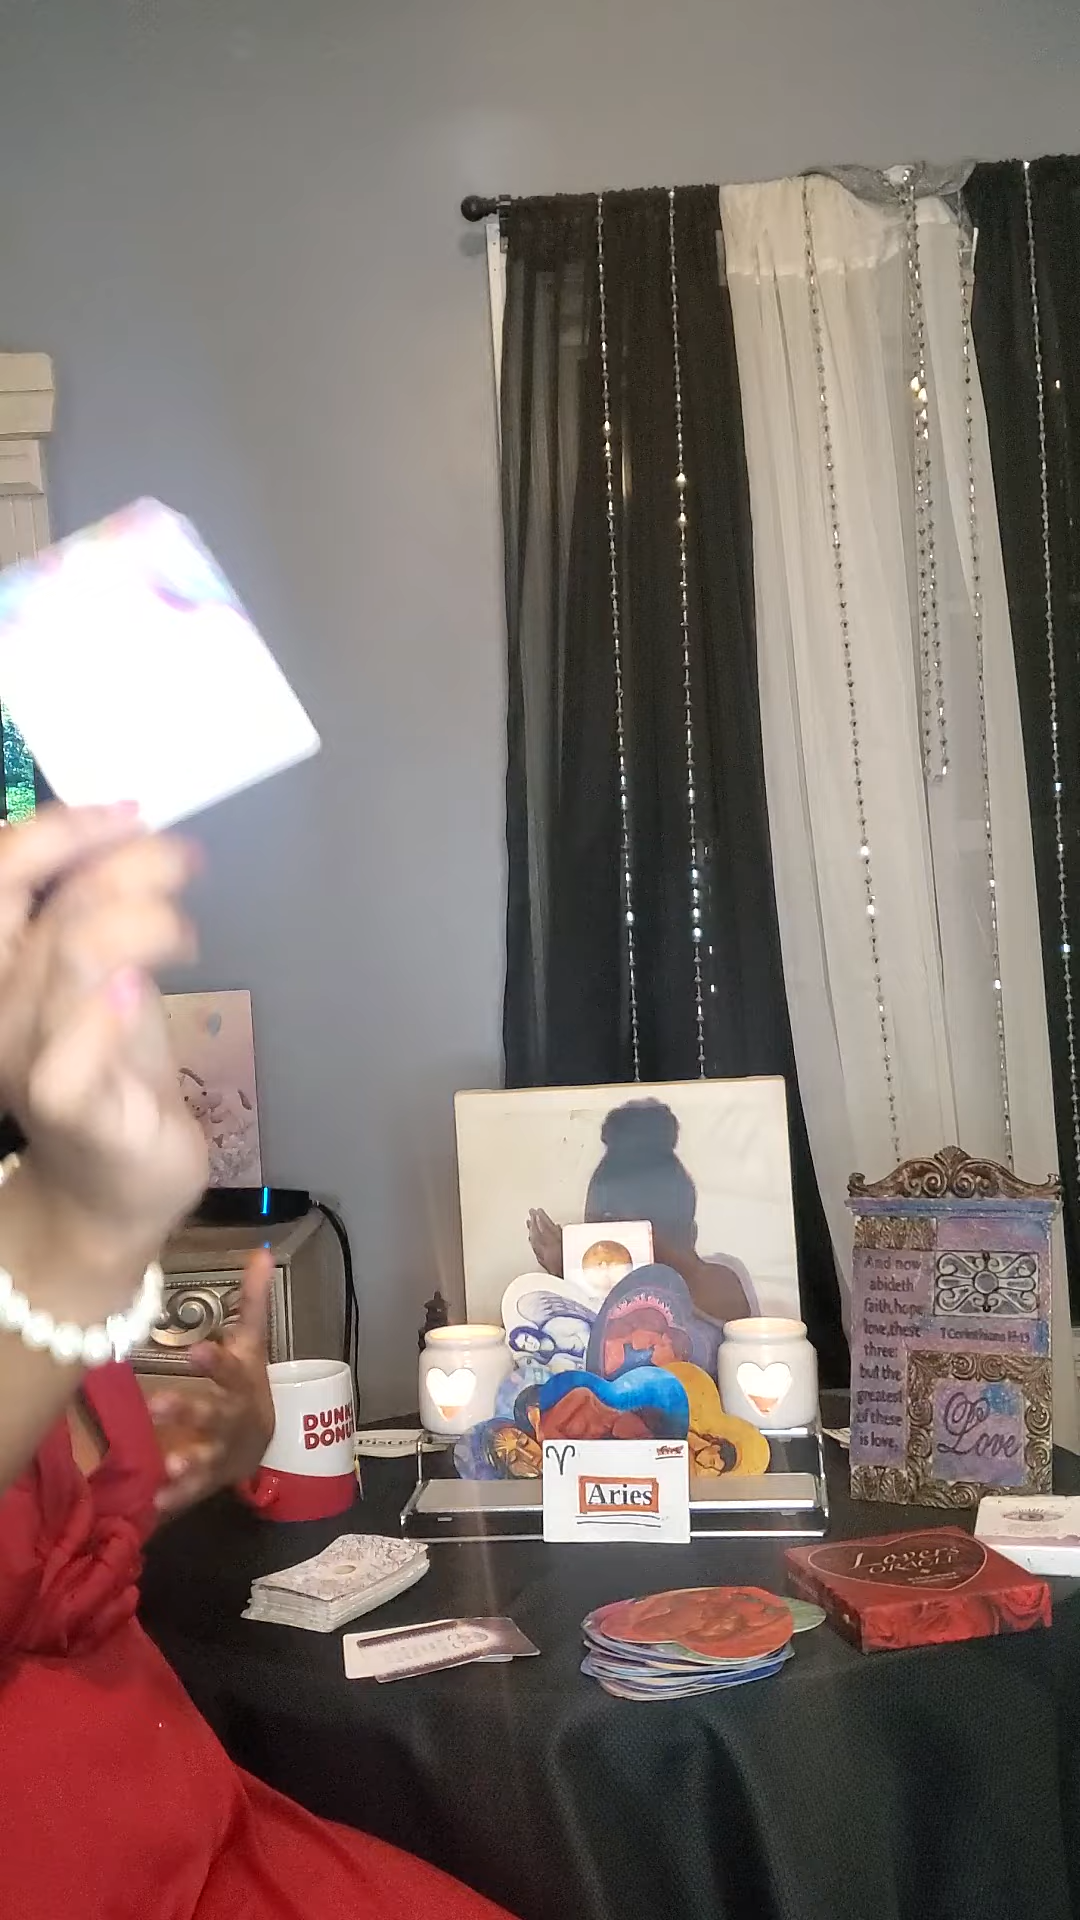 And now
abideth
faith, hope,
love, these
three:
but the
greatest
of these
is love.
1 Corinthians 13:13
Love
DUNK
DONU
Aries
Lovers
ORACLE